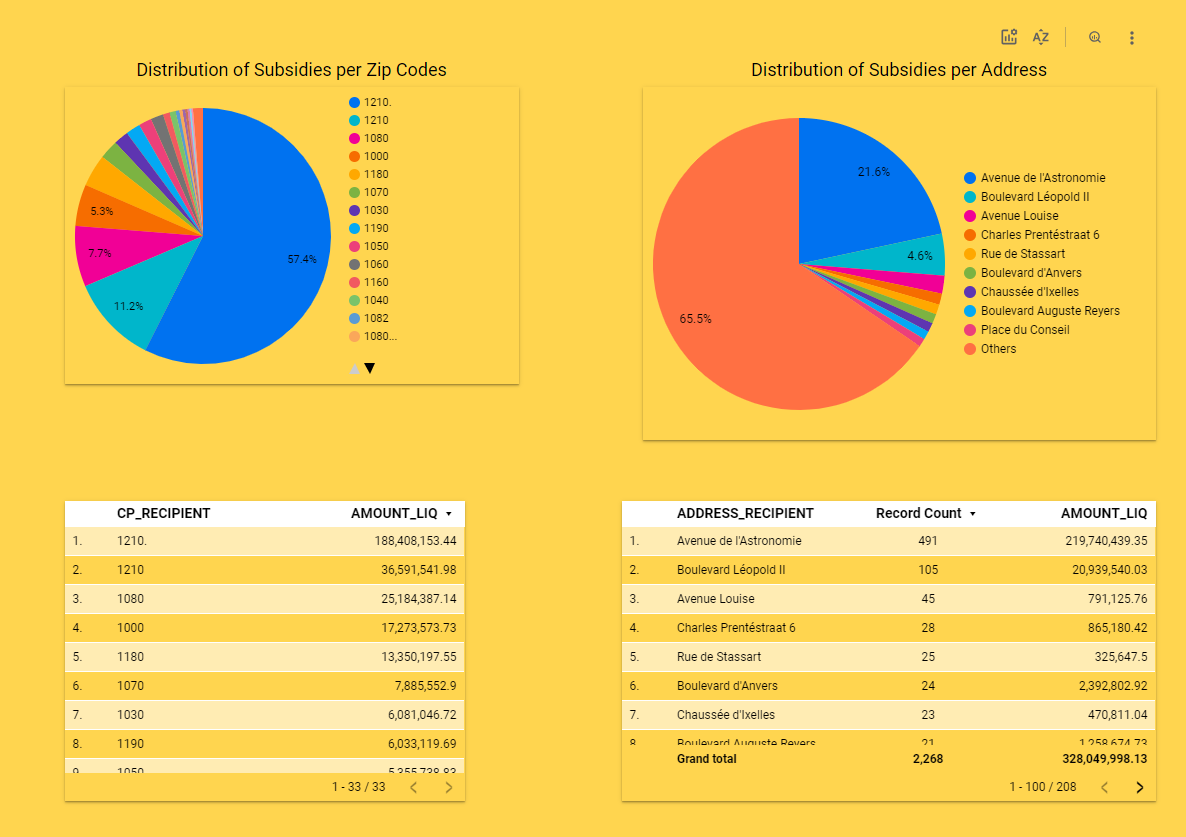 AZ
Distribution of Subsidies per Zip Codes
1210.
1210
1080
1000
1180
1070
1030
1190
1050
1060
1160
1040
1082
1080...
57.4%
11.2%
7.7%
5.3%
Distribution of Subsidies per Address
21.6%
4.6%
65.5%
Avenue de l'Astronomie
Boulevard Léopold II
Avenue Louise
Charles Prentéstraat 6
Rue de Stassart
Boulevard d'Anvers
Chaussée d'Ixelles
Boulevard Auguste Reyers
Place du Conseil
Others
CP_RECIPIENT AMOUNT_LIQ
1. 1210. 188,408,153.44
2. 1210 36,591,541.98
3. 1080 25,184,387.14
4. 1000 17,273,573.73
5. 1180 13,350,197.55
6. 1070 7,885,552.9
7. 1030 6,081,046.72
8. 1190 6,033,119.69
9. 1050 5,355,738.83
1 - 33 / 33
ADDRESS_RECIPIENT Record Count AMOUNT_LIQ
1. Avenue de l'Astronomie 491 219,740,439.35
2. Boulevard Léopold II 105 20,939,540.03
3. Avenue Louise 45 791,125.76
4. Charles Prentéstraat 6 28 865,180.42
5. Rue de Stassart 25 325,647.5
6. Boulevard d'Anvers 24 2,392,802.92
7. Chaussée d'Ixelles 23 470,811.04
8. Boulevard Auguste Reyers 21 1,258,674.73
Grand total 2,268 328,049,998.13
1 - 100 / 208